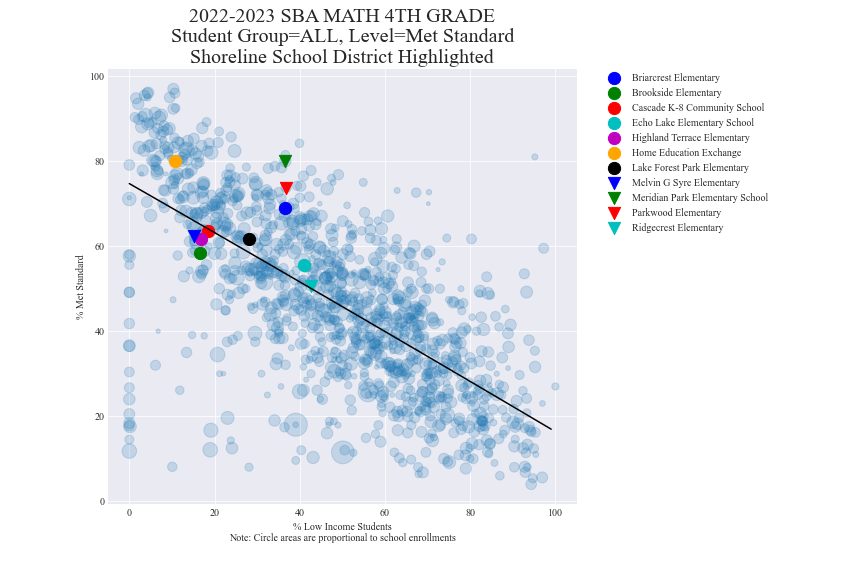 2022-2023 SBA MATH 4TH GRADE
Student Group=ALL, Level=Met Standard
Shoreline School District Highlighted
100
80
60
40
20
0
% Met Standard
0 20 40 60 80 100
% Low Income Students
Note: Circle areas are proportional to school enrollments
Briarcrest Elementary
Brookside Elementary
Cascade K-8 Community School
Echo Lake Elementary School
Highland Terrace Elementary
Home Education Exchange
Lake Forest Park Elementary
Melvin G Syre Elementary
Meridian Park Elementary School
Parkwood Elementary
Ridgecrest Elementary